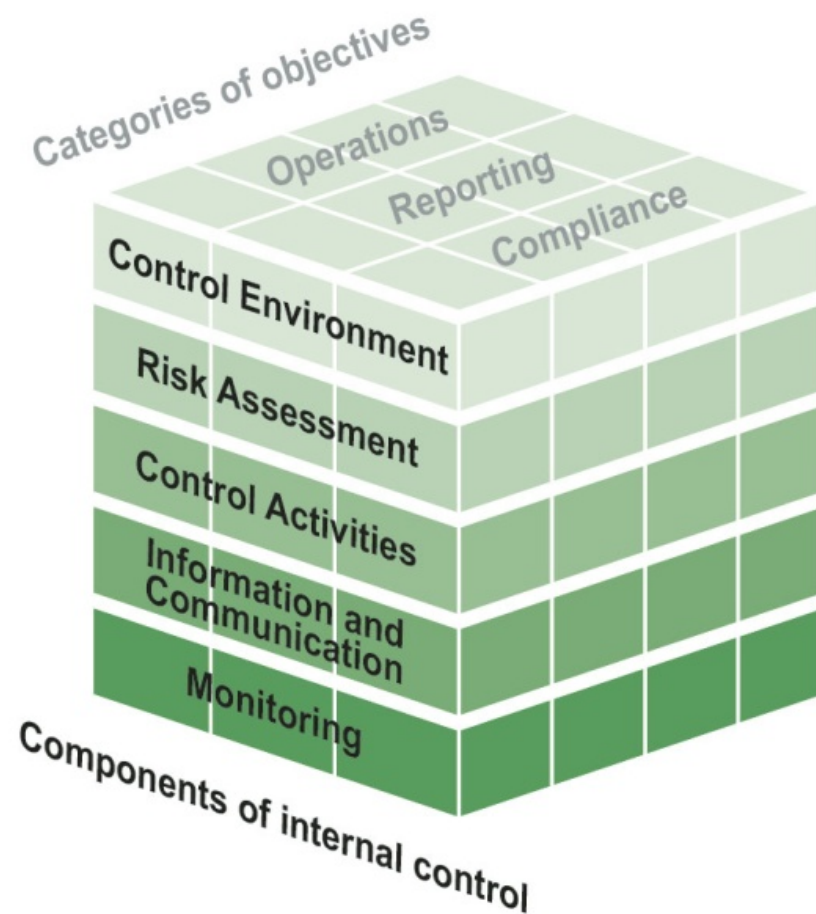 Categories of objectives
Operations
Reporting
Compliance
Control Environment
Risk Assessment
Control Activities
Information and
Communication
Monitoring
Components of internal control